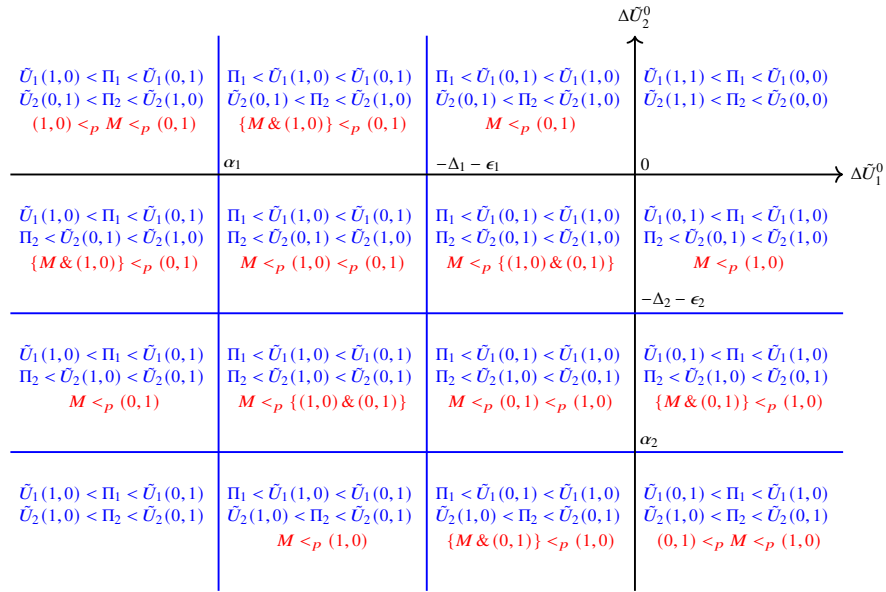 ΔŨ₂⁰
Ũ₁(1,0) < Π₁ < Ũ₁(0,1)
Ũ₂(0,1) < Π₂ < Ũ₂(1,0)
(1,0) <ₚ M <ₚ (0,1)
Π₁ < Ũ₁(1,0) < Ũ₁(0,1)
Ũ₂(0,1) < Π₂ < Ũ₂(1,0)
{M & (1,0)} <ₚ (0,1)
Π₁ < Ũ₁(0,1) < Ũ₁(1,0)
Ũ₂(0,1) < Π₂ < Ũ₂(1,0)
M <ₚ (0,1)
Ũ₁(1,1) < Π₁ < Ũ₁(0,0)
Ũ₂(1,1) < Π₂ < Ũ₂(0,0)
α₁
−Δ₁ − ϵ₁
0
ΔŨ₁⁰
Ũ₁(1,0) < Π₁ < Ũ₁(0,1)
Π₂ < Ũ₂(0,1) < Ũ₂(1,0)
{M & (1,0)} <ₚ (0,1)
Π₁ < Ũ₁(1,0) < Ũ₁(0,1)
Π₂ < Ũ₂(0,1) < Ũ₂(1,0)
M <ₚ (1,0) <ₚ (0,1)
Π₁ < Ũ₁(0,1) < Ũ₁(1,0)
Π₂ < Ũ₂(0,1) < Ũ₂(1,0)
M <ₚ {(1,0) & (0,1)}
Ũ₁(0,1) < Π₁ < Ũ₁(1,0)
Π₂ < Ũ₂(0,1) < Ũ₂(1,0)
M <ₚ (1,0)
−Δ₂ − ϵ₂
Ũ₁(1,0) < Π₁ < Ũ₁(0,1)
Π₂ < Ũ₂(1,0) < Ũ₂(0,1)
M <ₚ (0,1)
Π₁ < Ũ₁(1,0) < Ũ₁(0,1)
Π₂ < Ũ₂(1,0) < Ũ₂(0,1)
M <ₚ {(1,0) & (0,1)}
Π₁ < Ũ₁(0,1) < Ũ₁(1,0)
Π₂ < Ũ₂(1,0) < Ũ₂(0,1)
M <ₚ (0,1) <ₚ (1,0)
Ũ₁(0,1) < Π₁ < Ũ₁(1,0)
Π₂ < Ũ₂(1,0) < Ũ₂(0,1)
{M & (0,1)} <ₚ (1,0)
α₂
Ũ₁(1,0) < Π₁ < Ũ₁(0,1)
Ũ₂(1,0) < Π₂ < Ũ₂(0,1)
Π₁ < Ũ₁(1,0) < Ũ₁(0,1)
Ũ₂(1,0) < Π₂ < Ũ₂(0,1)
M <ₚ (1,0)
Π₁ < Ũ₁(0,1) < Ũ₁(1,0)
Ũ₂(1,0) < Π₂ < Ũ₂(0,1)
{M & (0,1)} <ₚ (1,0)
Ũ₁(0,1) < Π₁ < Ũ₁(1,0)
Ũ₂(1,0) < Π₂ < Ũ₂(0,1)
(0,1) <ₚ M <ₚ (1,0)